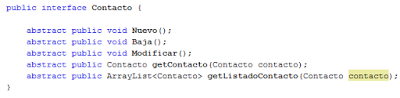 public interface Contacto {
abstract public void Nuevo();
abstract public void Baja();
abstract public void Modificar();
abstract public Contacto getContacto(Contacto contacto);
abstract public ArrayList<Contacto> getListadoContacto(Contacto contacto);
}